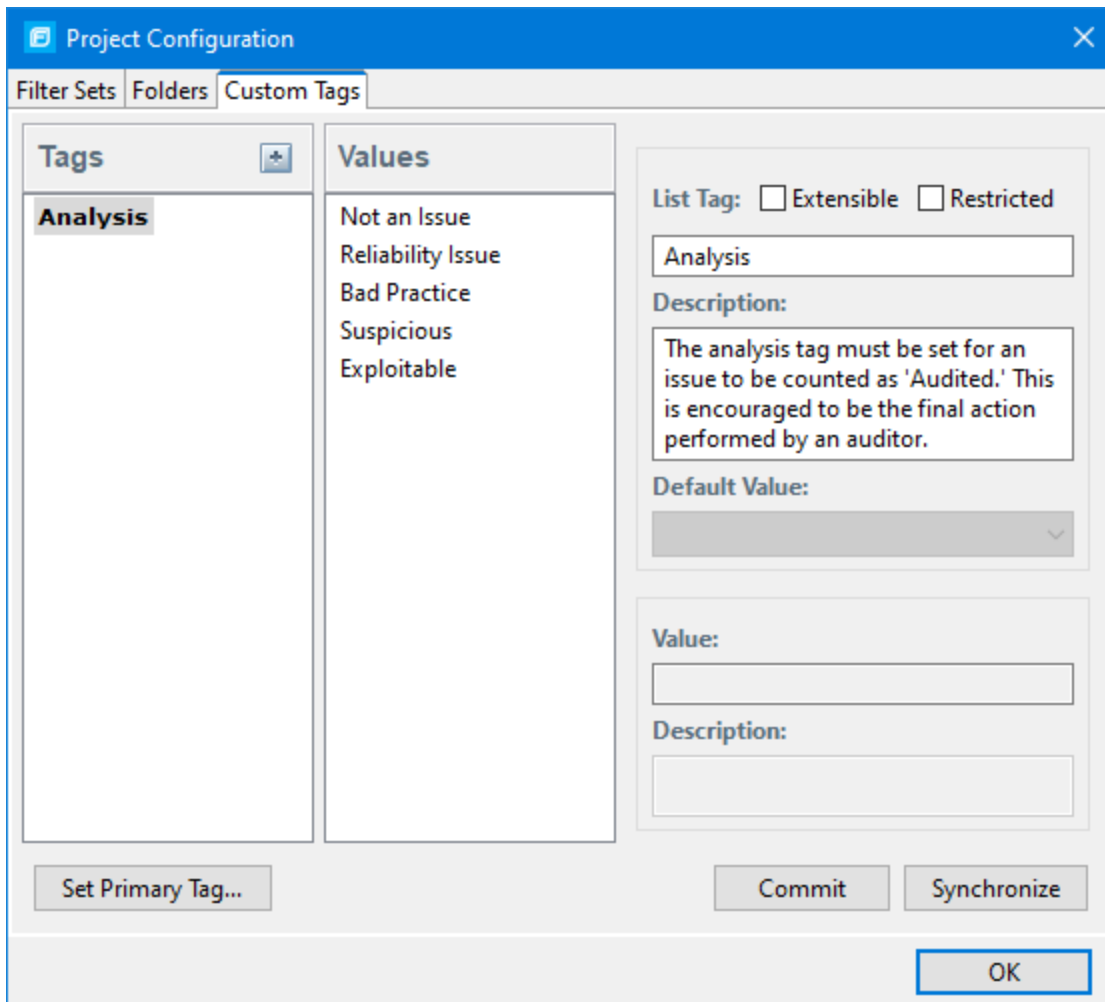 Project Configuration
Filter Sets Folders Custom Tags
Tags
Analysis
Values
Not an Issue
Reliability Issue
Bad Practice
Suspicious
Exploitable
List Tag: Extensible Restricted
Analysis
Description:
The analysis tag must be set for an
issue to be counted as 'Audited.' This
is encouraged to be the final action
performed by an auditor.
Default Value:
Value:
Description:
Set Primary Tag...
Commit
Synchronize
OK